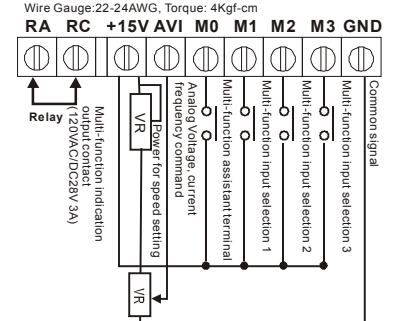 Wire Gauge:22-24AWG, Torque: 4Kgf-cm
RA RC +15V AVI M0 M1 M2 M3 GND
Relay
Multi-function indication
output contact
(120VAC/DC28V 3A)
VR
Power for speed setting
Analog Voltage, current
frequency command
Multi-function assistant terminal
Multi-function input selection 1
Multi-function input selection 2
Multi-function input selection 3
Common signal
VR